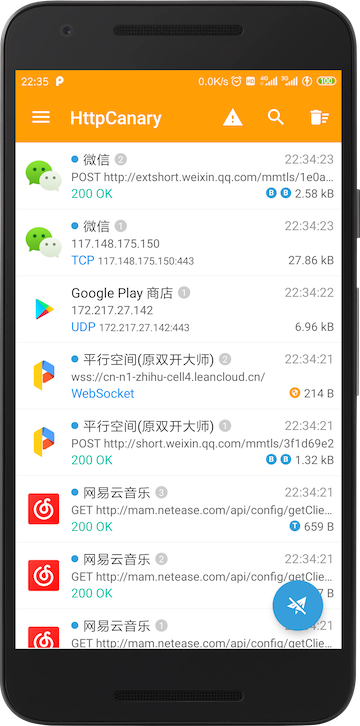 22:35 0.0K/s 4G 3G 100
HttpCanary
微信 2 22:34:23
POST http://extshort.weixin.qq.com/mmtls/1e0a…
200 OK B B 2.58 kB
微信 1 22:34:23
117.148.175.150
TCP 117.148.175.150:443 27.86 kB
Google Play 商店 1 22:34:22
172.217.27.142
UDP 172.217.27.142:443 6.96 kB
平行空间(原双开大师) 2 22:34:21
wss://cn-n1-zhihu-cell4.leancloud.cn/
WebSocket 214 B
平行空间(原双开大师) 1 22:34:21
POST http://short.weixin.qq.com/mmtls/3f1d69e2
200 OK B B 1.32 kB
网易云音乐 3 22:34:21
GET http://mam.netease.com/api/config/getClie…
200 OK T 659 B
网易云音乐 2 22:34:21
GET http://mam.netease.com/api/config/getClie…
200 OK 7 B
网易云音乐 1 22:34:21
GET http://mam.netease.com/api/config/getClie…